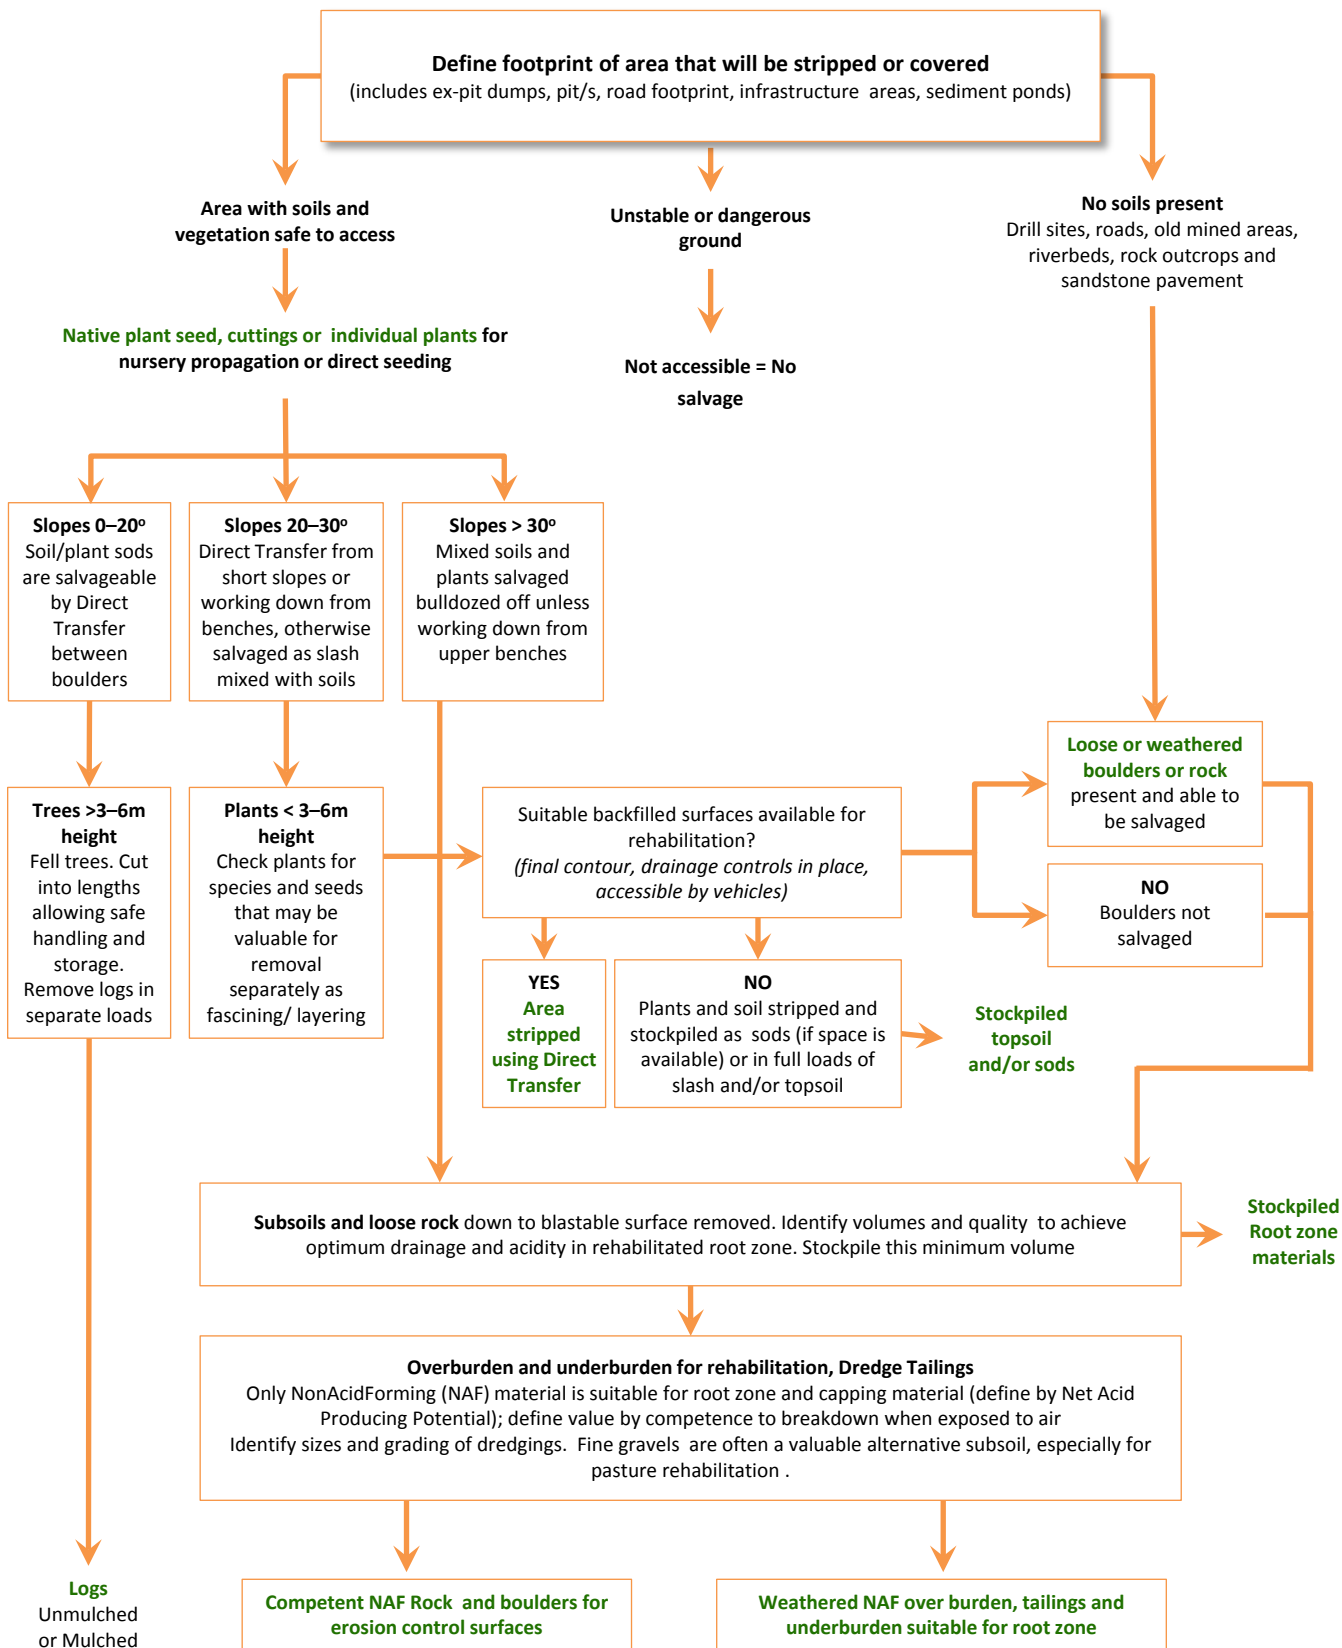 Define footprint of area that will be stripped or covered
(includes ex-pit dumps, pit/s, road footprint, infrastructure areas, sediment ponds)
Area with soils and
vegetation safe to access
Unstable or dangerous
ground
No soils present
Drill sites, roads, old mined areas,
riverbeds, rock outcrops and
sandstone pavement
Native plant seed, cuttings or individual plants for
nursery propagation or direct seeding
Not accessible = No
salvage
Slopes 0–20º
Soil/plant sods
are salvageable
by Direct
Transfer
between
boulders
Slopes 20–30º
Direct Transfer from
short slopes or
working down from
benches, otherwise
salvaged as slash
mixed with soils
Slopes > 30º
Mixed soils and
plants salvaged
bulldozed off unless
working down from
upper benches
Loose or weathered
boulders or rock
present and able to
be salvaged
Trees >3–6m
height
Fell trees. Cut
into lengths
allowing safe
handling and
storage.
Remove logs in
separate loads
Plants < 3–6m
height
Check plants for
species and seeds
that may be
valuable for
removal
separately as
fascining/ layering
Suitable backfilled surfaces available for
rehabilitation?
(final contour, drainage controls in place,
accessible by vehicles)
NO
Boulders not
salvaged
YES
Area
stripped
using Direct
Transfer
NO
Plants and soil stripped and
stockpiled as sods (if space is
available) or in full loads of
slash and/or topsoil
Stockpiled
topsoil
and/or sods
Subsoils and loose rock down to blastable surface removed. Identify volumes and quality to achieve
optimum drainage and acidity in rehabilitated root zone. Stockpile this minimum volume
Stockpiled
Root zone
materials
Overburden and underburden for rehabilitation, Dredge Tailings
Only NonAcidForming (NAF) material is suitable for root zone and capping material (define by Net Acid
Producing Potential); define value by competence to breakdown when exposed to air
Identify sizes and grading of dredgings. Fine gravels are often a valuable alternative subsoil, especially for
pasture rehabilitation .
Logs
Unmulched
or Mulched
Competent NAF Rock and boulders for
erosion control surfaces
Weathered NAF over burden, tailings and
underburden suitable for root zone